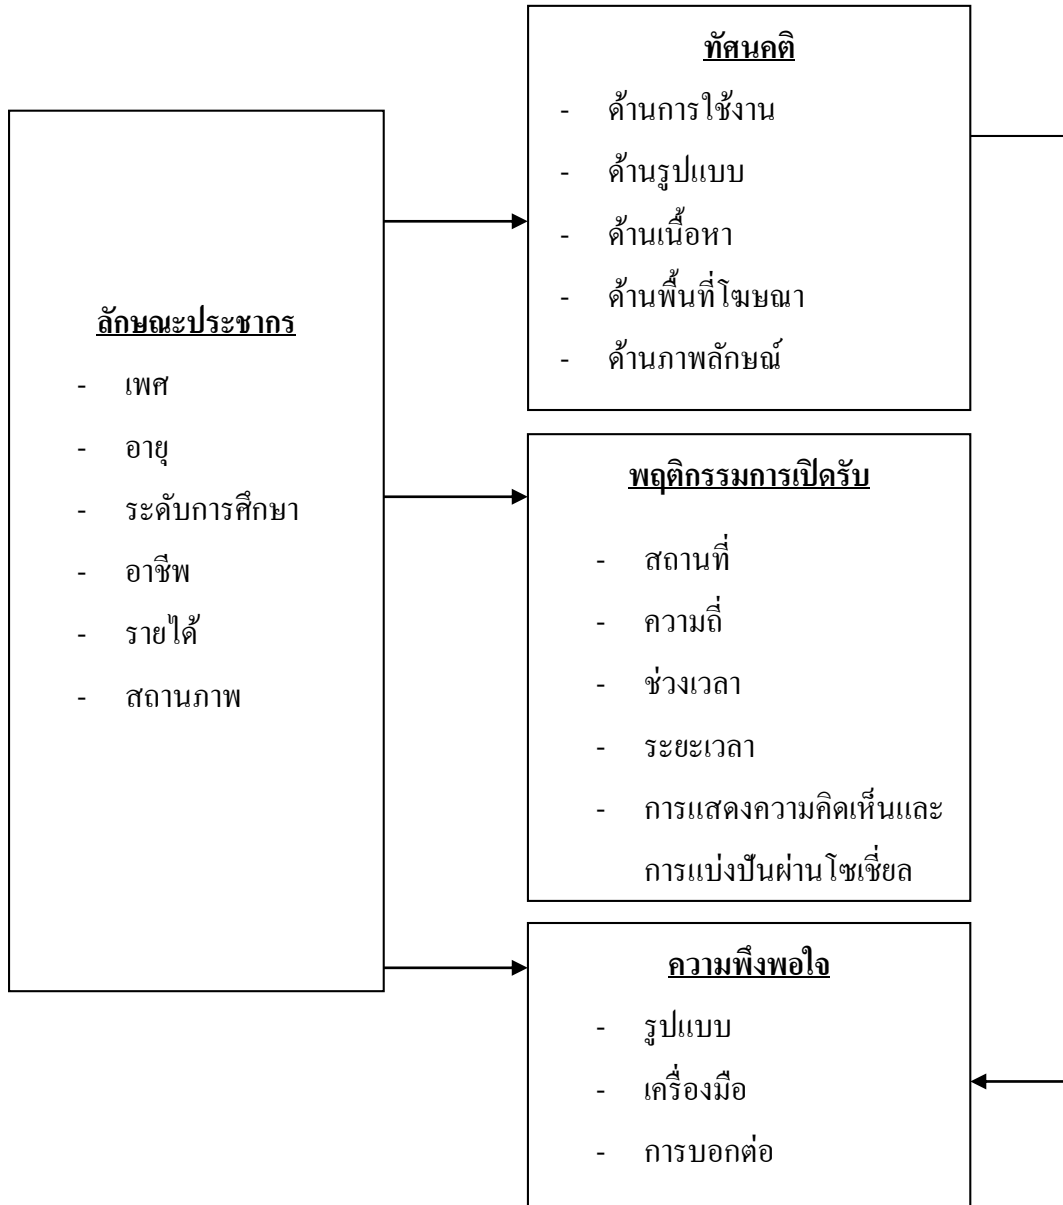 ทัศนคติ
- ด้านการใช้งาน
- ด้านรูปแบบ
- ด้านเนื้อหา
- ด้านพื้นที่โฆษณา
- ด้านภาพลักษณ์
ลักษณะประชากร
- เพศ
- อายุ
- ระดับการศึกษา
- อาชีพ
- รายได้
- สถานภาพ
พฤติกรรมการเปิดรับ
- สถานที่
- ความถี่
- ช่วงเวลา
- ระยะเวลา
- การแสดงความคิดเห็นและ
การแบ่งปันผ่านโซเชี่ยล
ความพึงพอใจ
- รูปแบบ
- เครื่องมือ
- การบอกต่อ